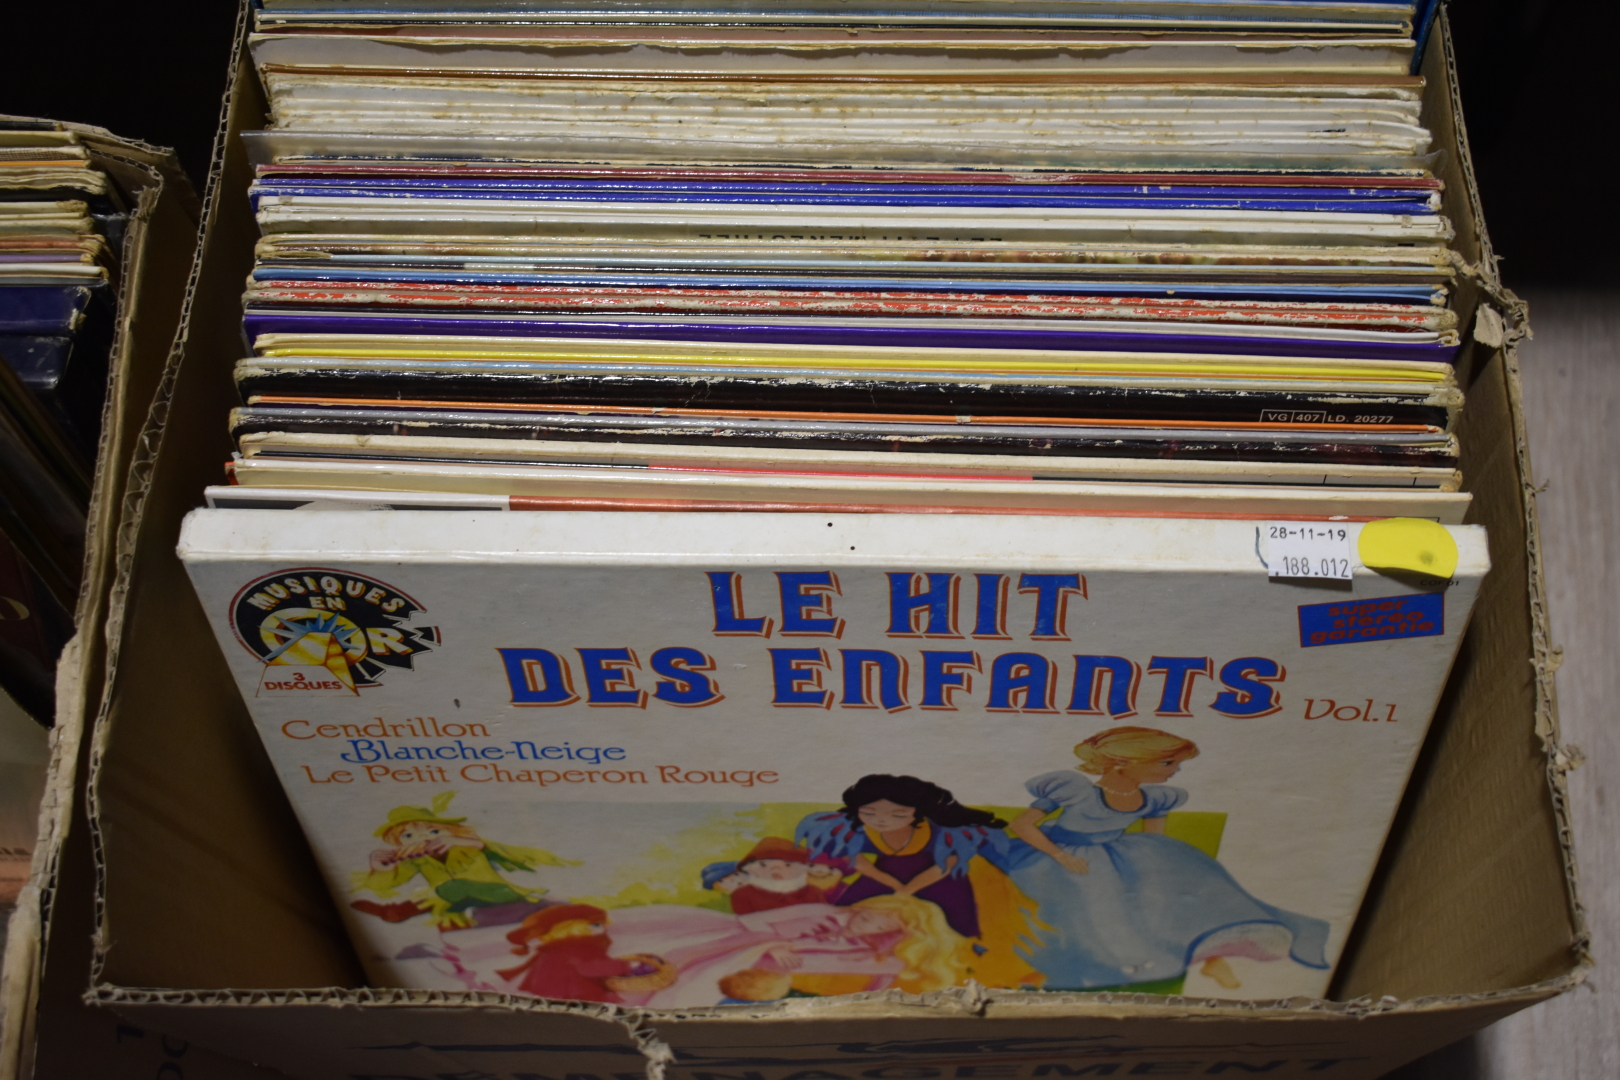 VG 407 LD. 20277
28-11-19
188.012
MUSIQUES
EN
OR
3
DISQUES
LE HIT
DES ENFANTS
Vol.1
super
stereo
garantie
Cendrillon
Blanche-Neige
Le Petit Chaperon Rouge